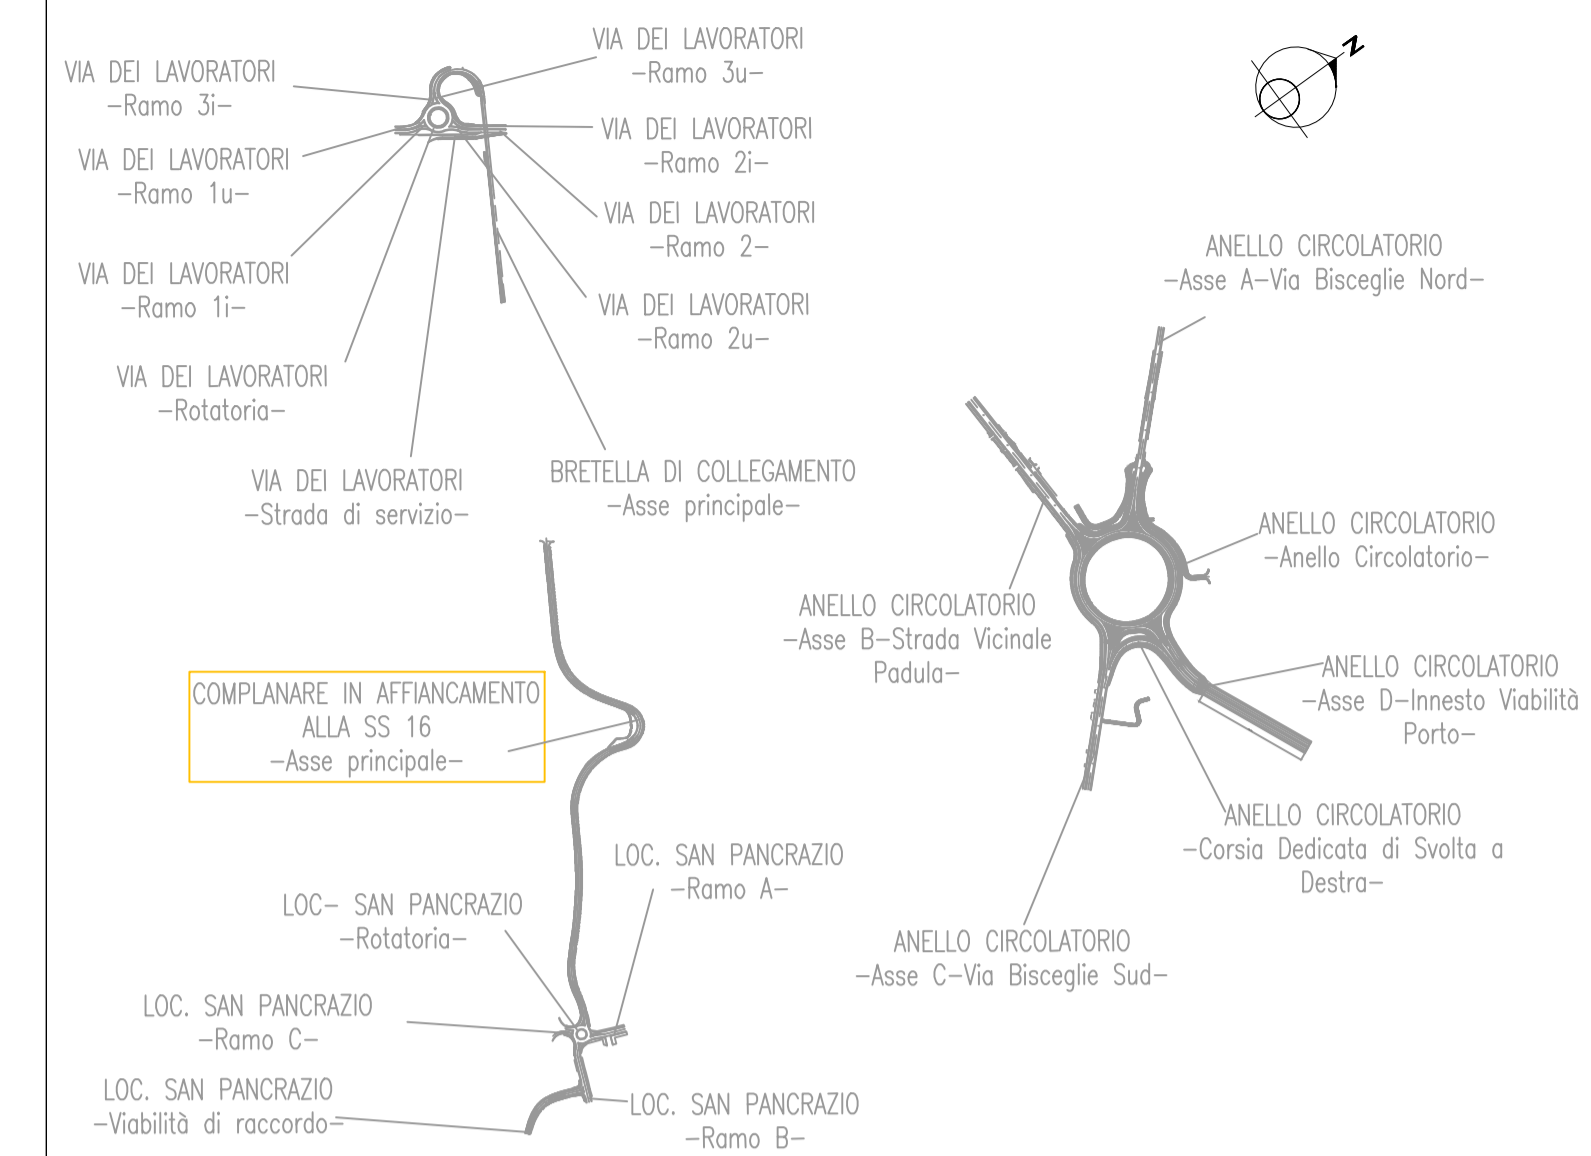 VIA DEI LAVORATORI
-Ramo 3u-
N
VIA DEI LAVORATORI
-Ramo 3i-
VIA DEI LAVORATORI
-Ramo 2i-
VIA DEI LAVORATORI
-Ramo 1u-
VIA DEI LAVORATORI
-Ramo 2-
VIA DEI LAVORATORI
-Ramo 1i-
VIA DEI LAVORATORI
-Ramo 2u-
VIA DEI LAVORATORI
-Rotatoria-
VIA DEI LAVORATORI
-Strada di servizio-
BRETELLA DI COLLEGAMENTO
-Asse principale-
ANELLO CIRCOLATORIO
-Asse A-Via Bisceglie Nord-
ANELLO CIRCOLATORIO
-Anello Circolatorio-
ANELLO CIRCOLATORIO
-Asse B-Strada Vicinale
Padula-
ANELLO CIRCOLATORIO
-Asse D-Innesto Viabilità
Porto-
ANELLO CIRCOLATORIO
-Corsia Dedicata di Svolta a
Destra-
ANELLO CIRCOLATORIO
-Asse C-Via Bisceglie Sud-
COMPLANARE IN AFFIANCAMENTO
ALLA SS 16
-Asse principale-
LOC. SAN PANCRAZIO
-Ramo A-
LOC- SAN PANCRAZIO
-Rotatoria-
LOC. SAN PANCRAZIO
-Ramo C-
LOC. SAN PANCRAZIO
-Viabilità di raccordo-
LOC. SAN PANCRAZIO
-Ramo B-